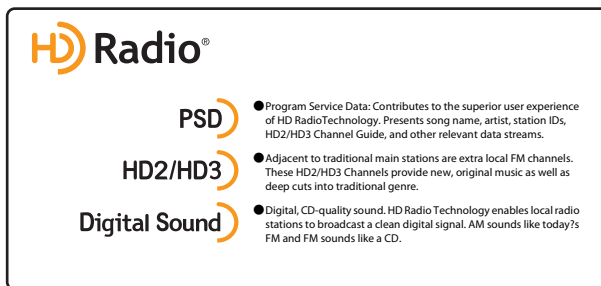 HD Radio®
PSD
●Program Service Data: Contributes to the superior user experience
of HD RadioTechnology. Presents song name, artist, station IDs,
HD2/HD3 Channel Guide, and other relevant data streams.
HD2/HD3
●Adjacent to traditional main stations are extra local FM channels.
These HD2/HD3 Channels provide new, original music as well as
deep cuts into traditional genre.
Digital Sound
●Digital, CD-quality sound. HD Radio Technology enables local radio
stations to broadcast a clean digital signal. AM sounds like today?s
FM and FM sounds like a CD.